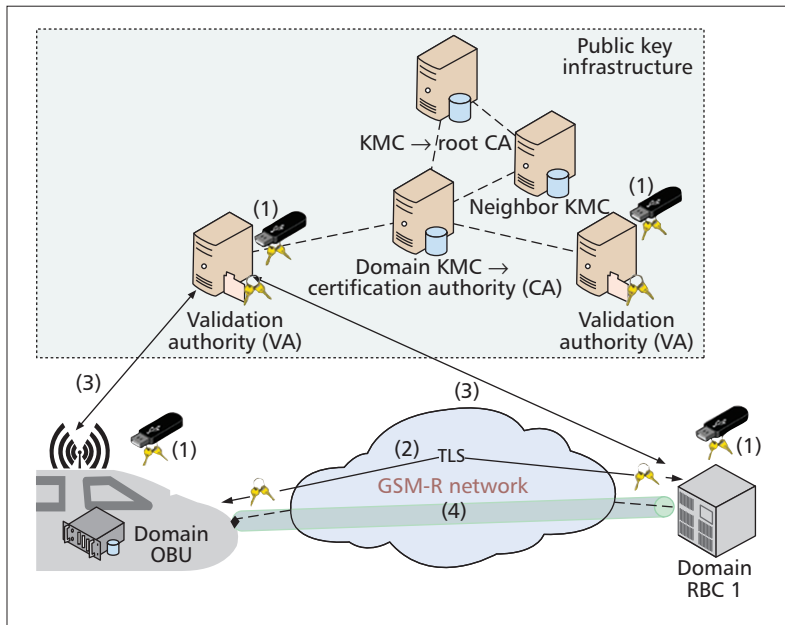 Public key
infrastructure
KMC → root CA
(1)
(1)
Neighbor KMC
Domain KMC →
certification authority (CA)
Validation
authority (VA)
Validation
authority (VA)
(3)
(3)
(1)
(1)
(2)
TLS
GSM-R network
(4)
Domain
OBU
Domain
RBC 1